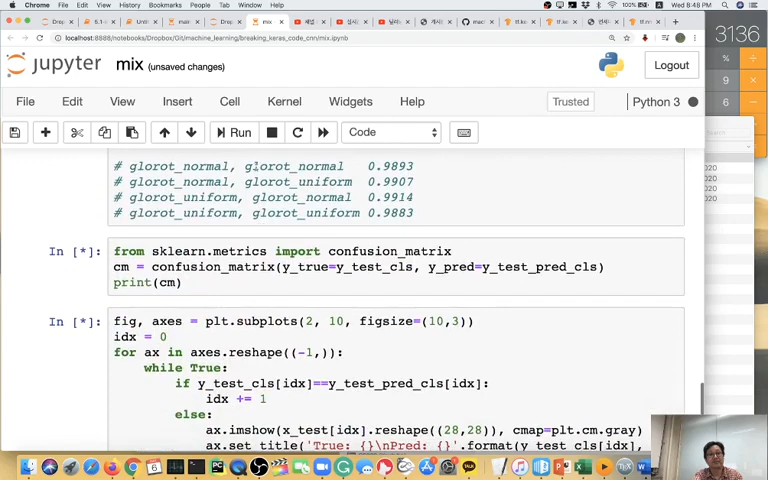 Chrome File Edit View History Bookmarks People Tab Window Help 100% Wed 8:48 PM
mix
localhost:8888/notebooks/Dropbox/Git/machine_learning/breaking_keras_code_cnn/mix.ipynb
3136
jupyter mix (unsaved changes) Logout
File Edit View Insert Cell Kernel Widgets Help Trusted Python 3
Run Code
# glorot_normal, glorot_normal 0.9893
# glorot_normal, glorot_uniform 0.9907
# glorot_uniform, glorot_normal 0.9914
# glorot_uniform, glorot_uniform 0.9883
In [*]: from sklearn.metrics import confusion_matrix
cm = confusion_matrix(y_true=y_test_cls, y_pred=y_test_pred_cls)
print(cm)
In [*]: fig, axes = plt.subplots(2, 10, figsize=(10,3))
idx = 0
for ax in axes.reshape((-1,)):
while True:
if y_test_cls[idx]==y_test_pred_cls[idx]:
idx += 1
else:
ax.imshow(x_test[idx].reshape((28,28)), cmap=plt.cm.gray)
ax.set_title('True: {}\nPred: {}'.format(y_test_cls[idx],